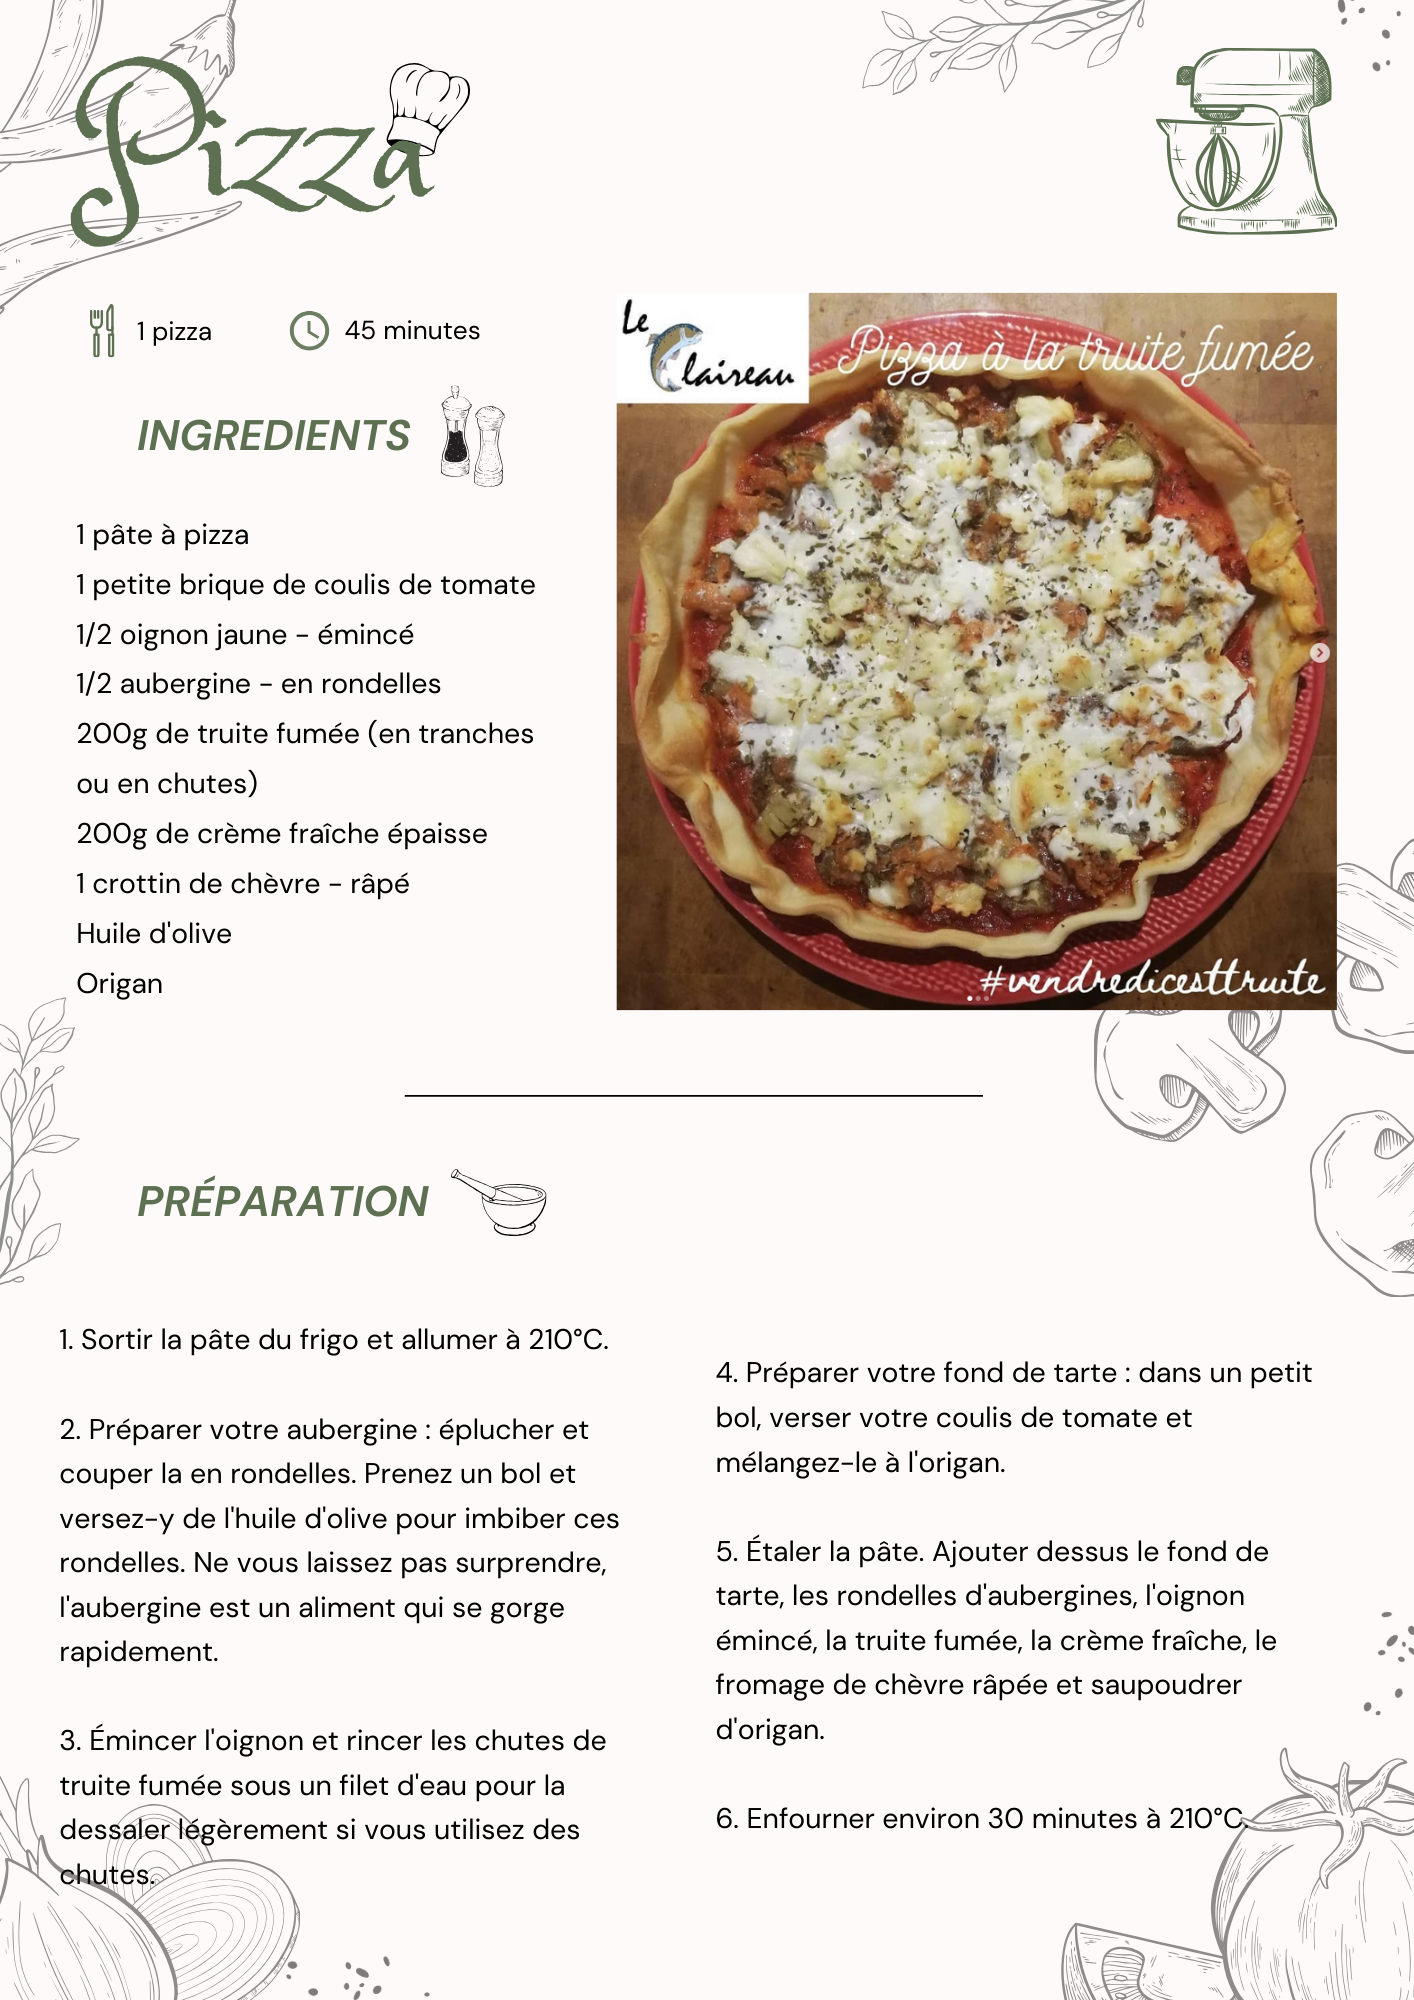 Pizza
1 pizza
45 minutes
INGREDIENTS
1 pâte à pizza
1 petite brique de coulis de tomate
1/2 oignon jaune - émincé
1/2 aubergine - en rondelles
200g de truite fumée (en tranches
ou en chutes)
200g de crème fraîche épaisse
1 crottin de chèvre - râpé
Huile d'olive
Origan
Le
Claireau
Pizza à la truite fumée
#vendredicesttruite
PRÉPARATION
1. Sortir la pâte du frigo et allumer à 210°C.
2. Préparer votre aubergine : éplucher et
couper la en rondelles. Prenez un bol et
versez-y de l'huile d'olive pour imbiber ces
rondelles. Ne vous laissez pas surprendre,
l'aubergine est un aliment qui se gorge
rapidement.
3. Émincer l'oignon et rincer les chutes de
truite fumée sous un filet d'eau pour la
dessaler légèrement si vous utilisez des
chutes.
4. Préparer votre fond de tarte : dans un petit
bol, verser votre coulis de tomate et
mélangez-le à l'origan.
5. Étaler la pâte. Ajouter dessus le fond de
tarte, les rondelles d'aubergines, l'oignon
émincé, la truite fumée, la crème fraîche, le
fromage de chèvre râpée et saupoudrer
d'origan.
6. Enfourner environ 30 minutes à 210°C.